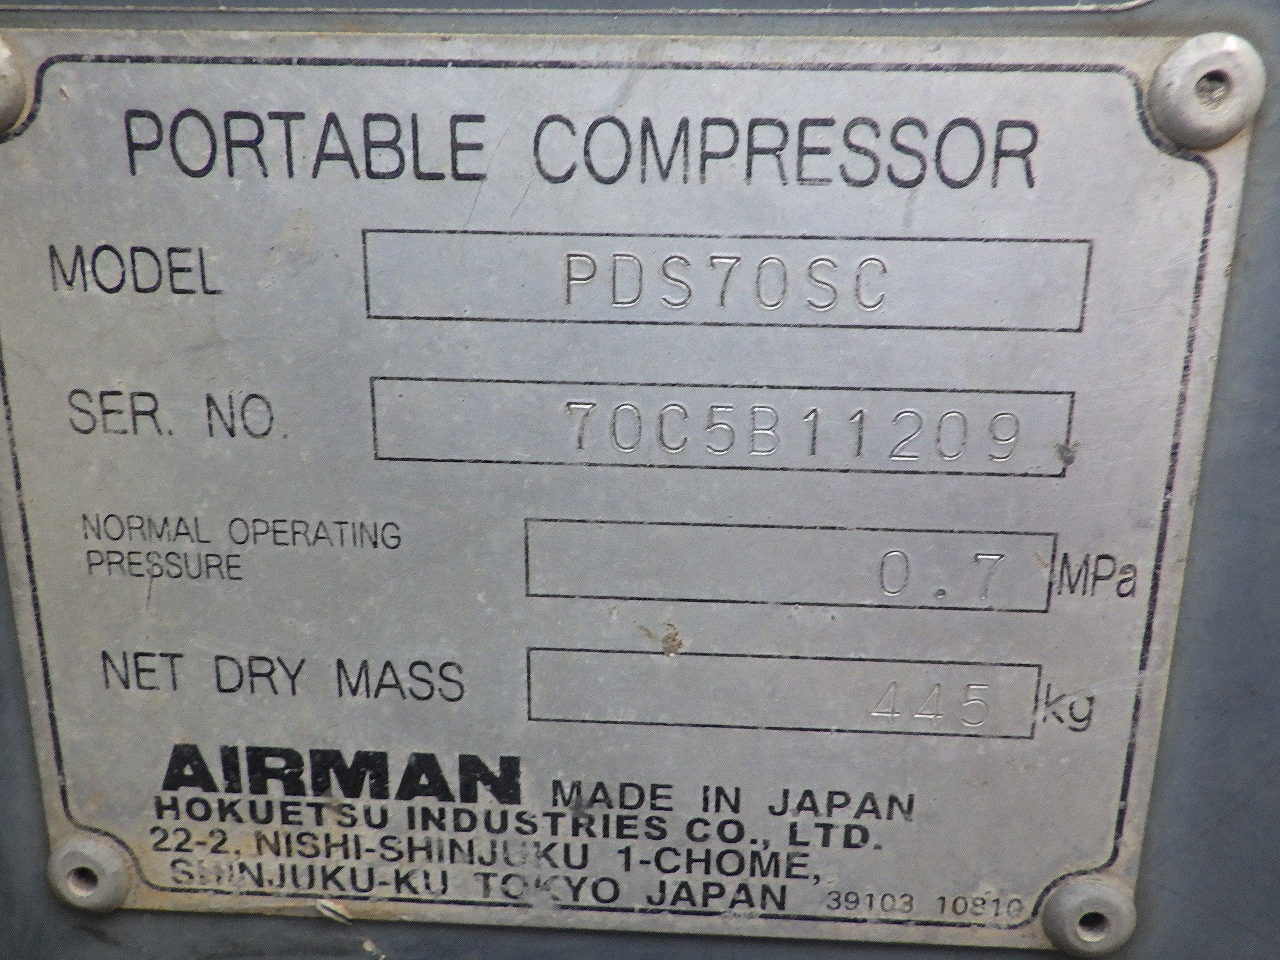 PORTABLE COMPRESSOR
MODEL PDS70SC
SER. NO. 70C5B11209
NORMAL OPERATING
PRESSURE 0.7 MPa
NET DRY MASS 445 kg
AIRMAN MADE IN JAPAN
HOKUETSU INDUSTRIES CO., LTD.
22-2, NISHI-SHINJUKU 1-CHOME,
SHINJUKU-KU TOKYO JAPAN 39103 10810